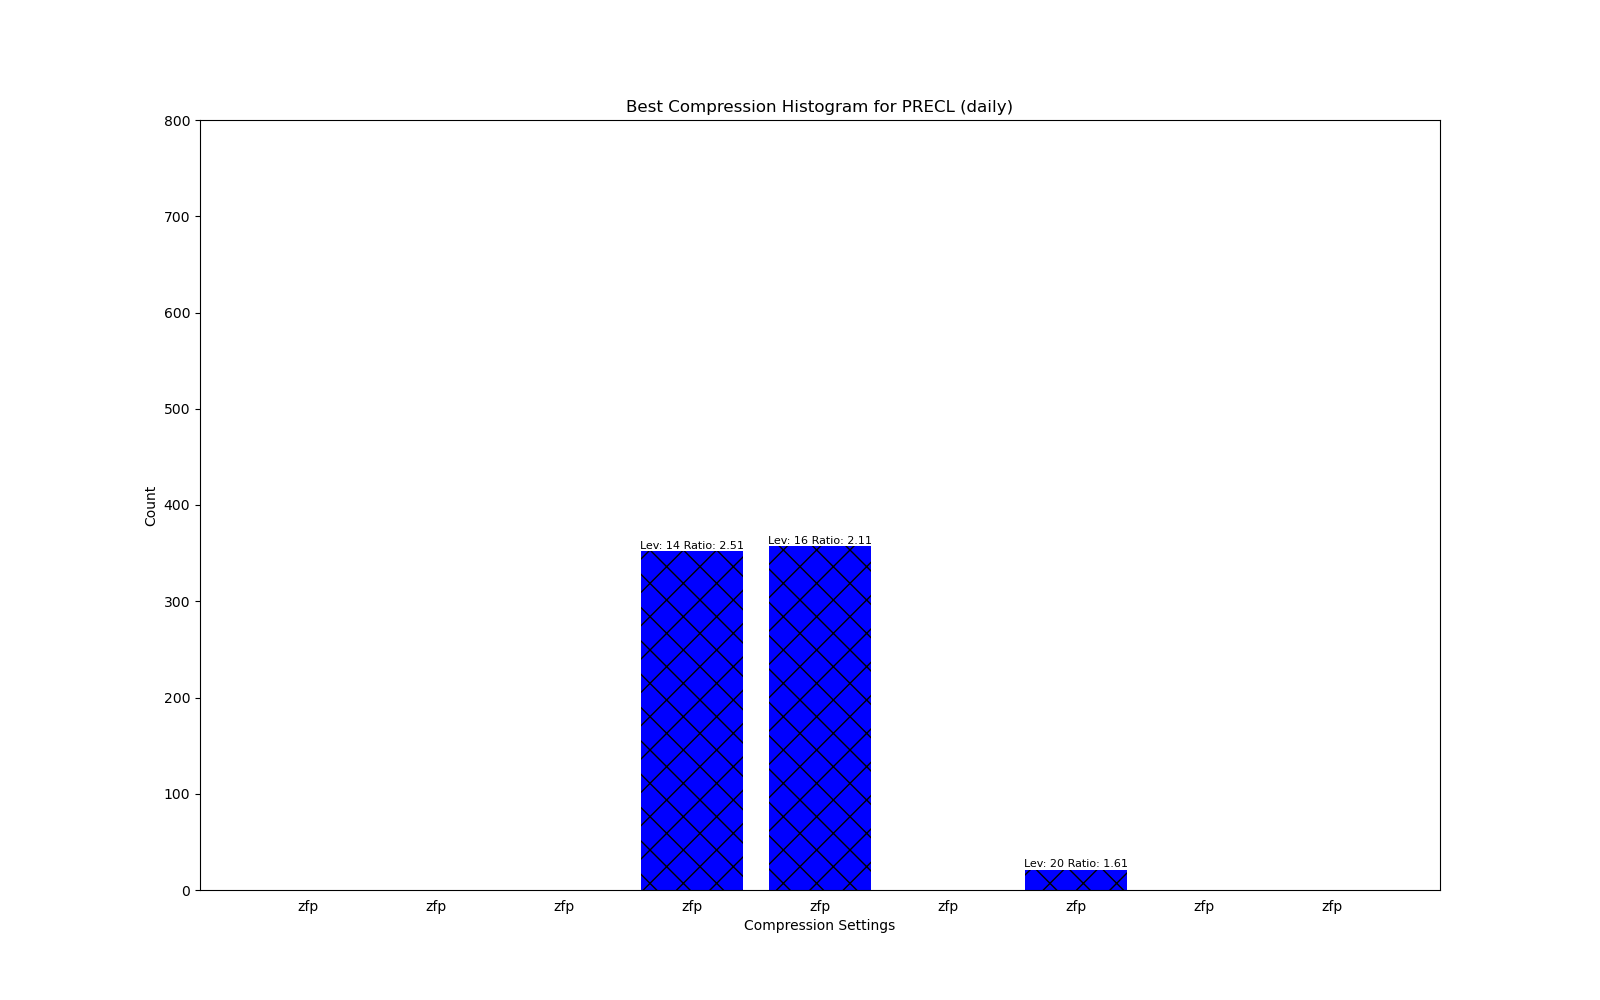 Best Compression Histogram for PRECL (daily)
800
700
600
500
400
300
200
100
0
Count
Lev: 14 Ratio: 2.51
Lev: 16 Ratio: 2.11
Lev: 20 Ratio: 1.61
zfp zfp zfp zfp zfp zfp zfp zfp zfp
Compression Settings